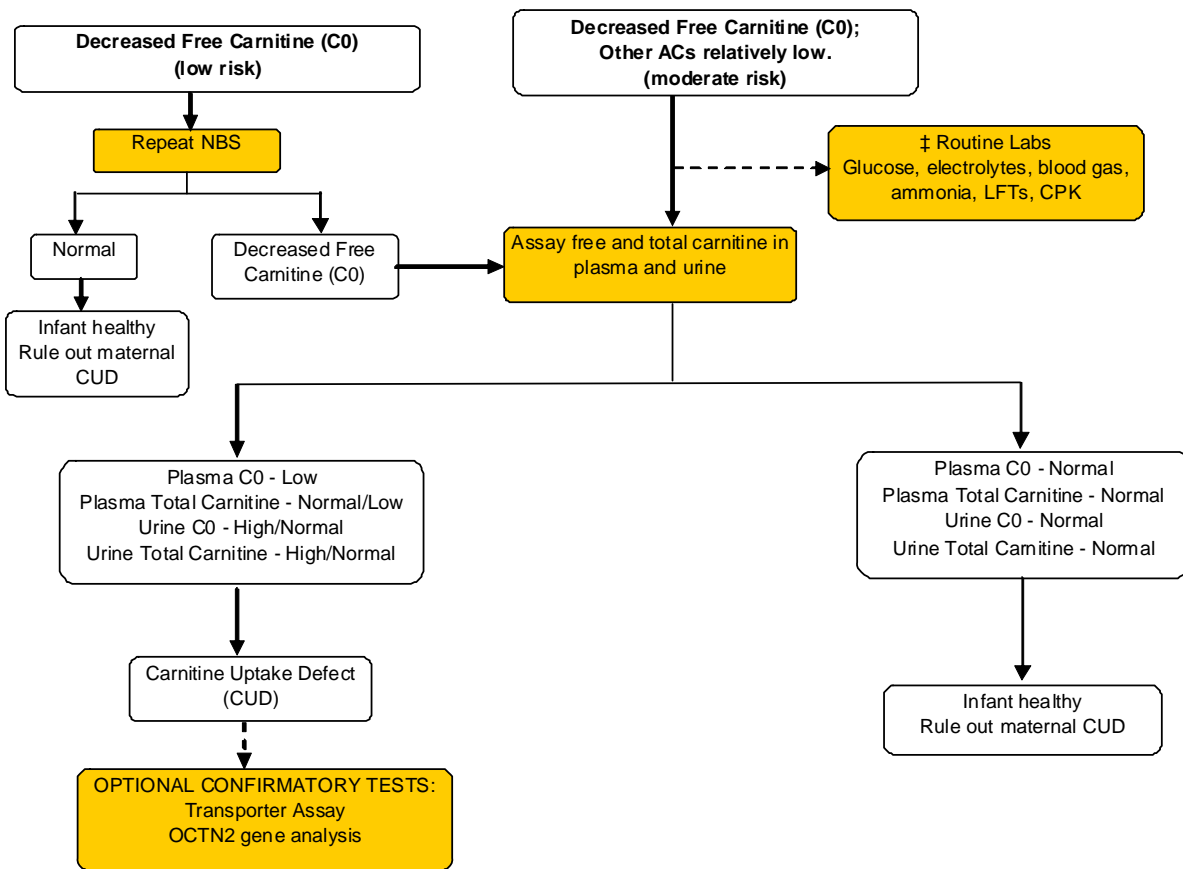 Decreased Free Carnitine (C0)
(low risk)
Decreased Free Carnitine (C0);
Other ACs relatively low.
(moderate risk)
Repeat NBS
‡ Routine Labs
Glucose, electrolytes, blood gas,
ammonia, LFTs, CPK
Normal
Decreased Free
Carnitine (C0)
Assay free and total carnitine in
plasma and urine
Infant healthy
Rule out maternal
CUD
Plasma C0 - Low
Plasma Total Carnitine - Normal/Low
Urine C0 - High/Normal
Urine Total Carnitine - High/Normal
Plasma C0 - Normal
Plasma Total Carnitine - Normal
Urine C0 - Normal
Urine Total Carnitine - Normal
Carnitine Uptake Defect
(CUD)
Infant healthy
Rule out maternal CUD
OPTIONAL CONFIRMATORY TESTS:
Transporter Assay
OCTN2 gene analysis